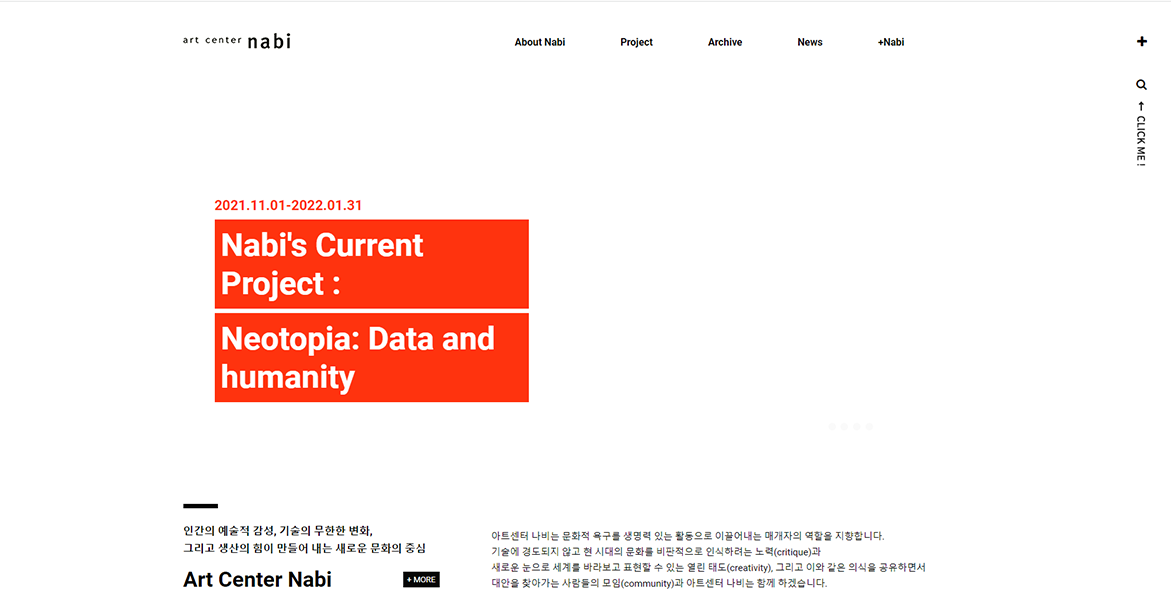 art center nabi
About Nabi Project Archive News +Nabi
+
← CLICK ME !
2021.11.01-2022.01.31
Nabi's Current
Project :
Neotopia: Data and
humanity
인간의 예술적 감성, 기술의 무한한 변화,
그리고 생산의 힘이 만들어 내는 새로운 문화의 중심
Art Center Nabi
+ MORE
아트센터 나비는 문화적 욕구를 생명력 있는 활동으로 이끌어내는 매개자의 역할을 지향합니다.
기술에 경도되지 않고 현 시대의 문화를 비판적으로 인식하려는 노력(critique)과
새로운 눈으로 세계를 바라보고 표현할 수 있는 열린 태도(creativity), 그리고 이와 같은 의식을 공유하면서
대안을 찾아가는 사람들의 모임(community)과 아트센터 나비는 함께 하겠습니다.